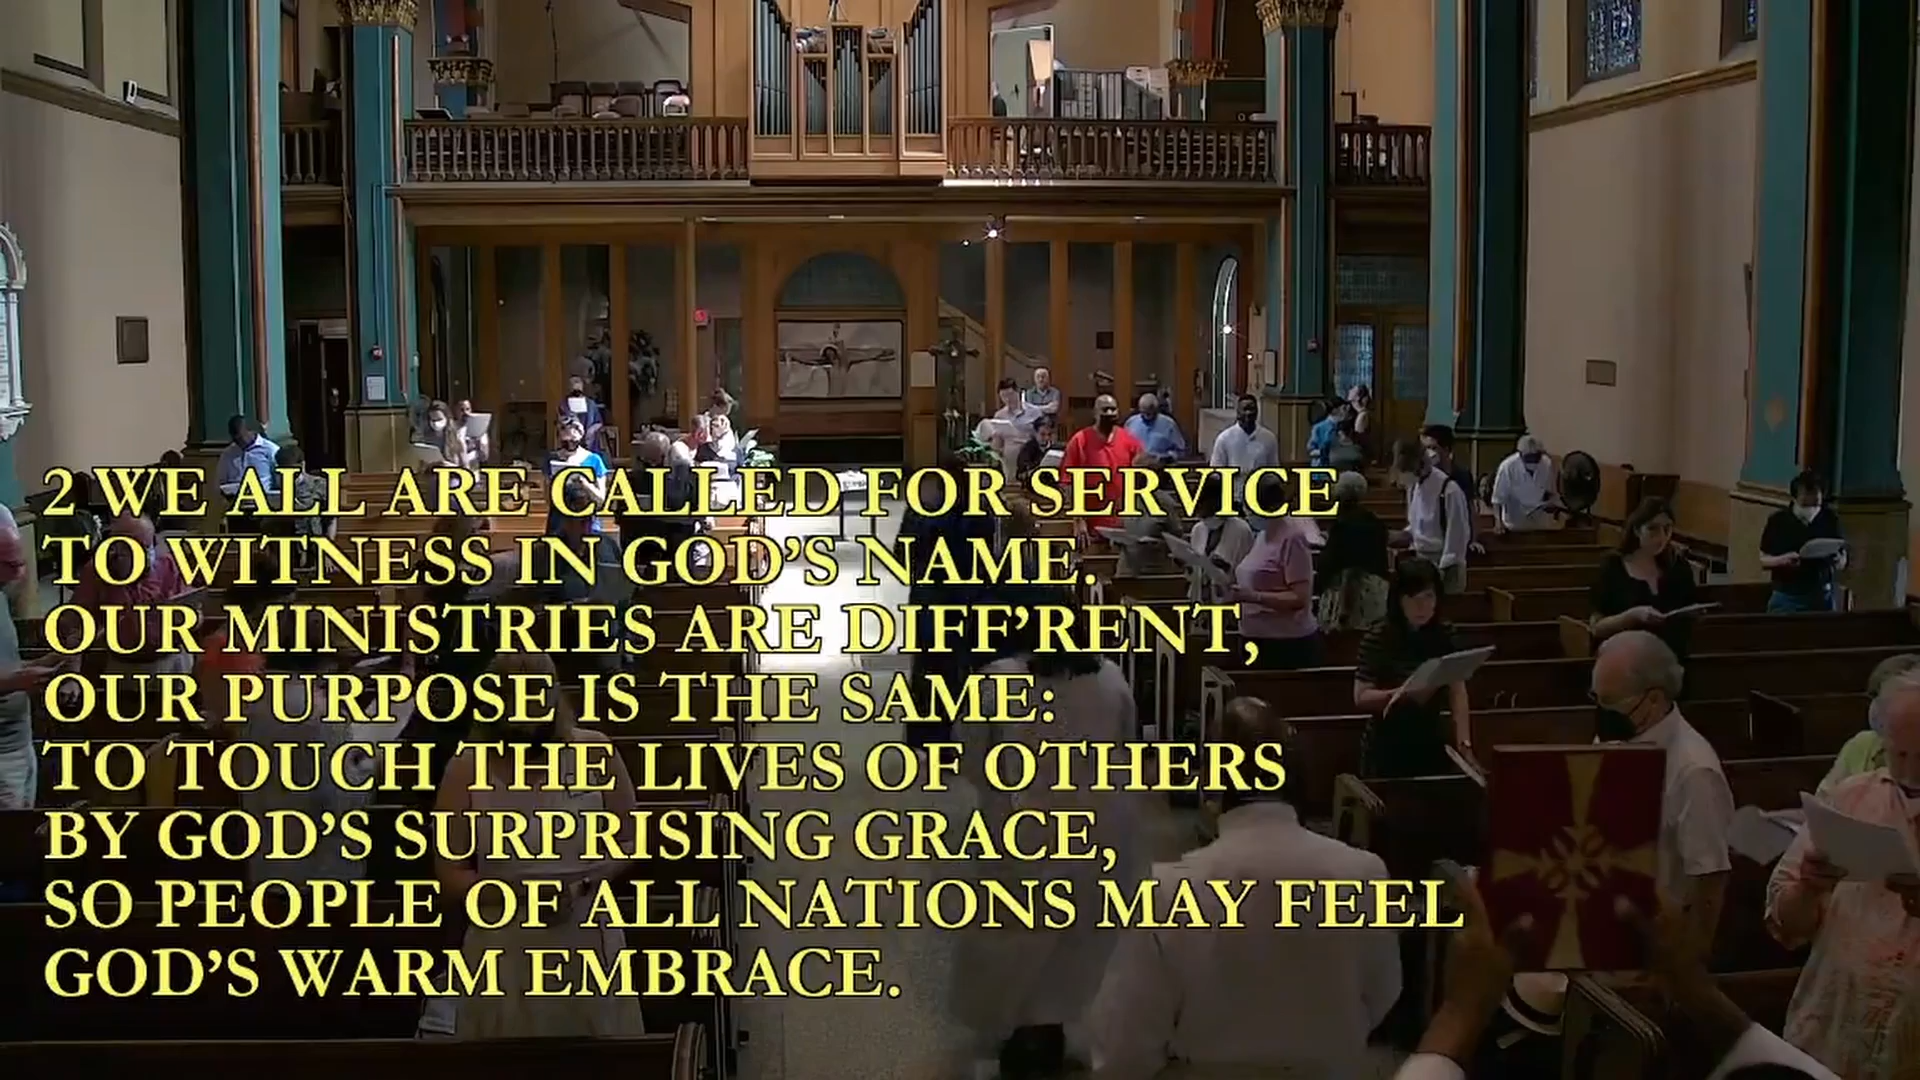 2 WE ALL ARE CALLED FOR SERVICE
TO WITNESS IN GOD’S NAME.
OUR MINISTRIES ARE DIFF’RENT,
OUR PURPOSE IS THE SAME:
TO TOUCH THE LIVES OF OTHERS
BY GOD’S SURPRISING GRACE,
SO PEOPLE OF ALL NATIONS MAY FEEL
GOD’S WARM EMBRACE.